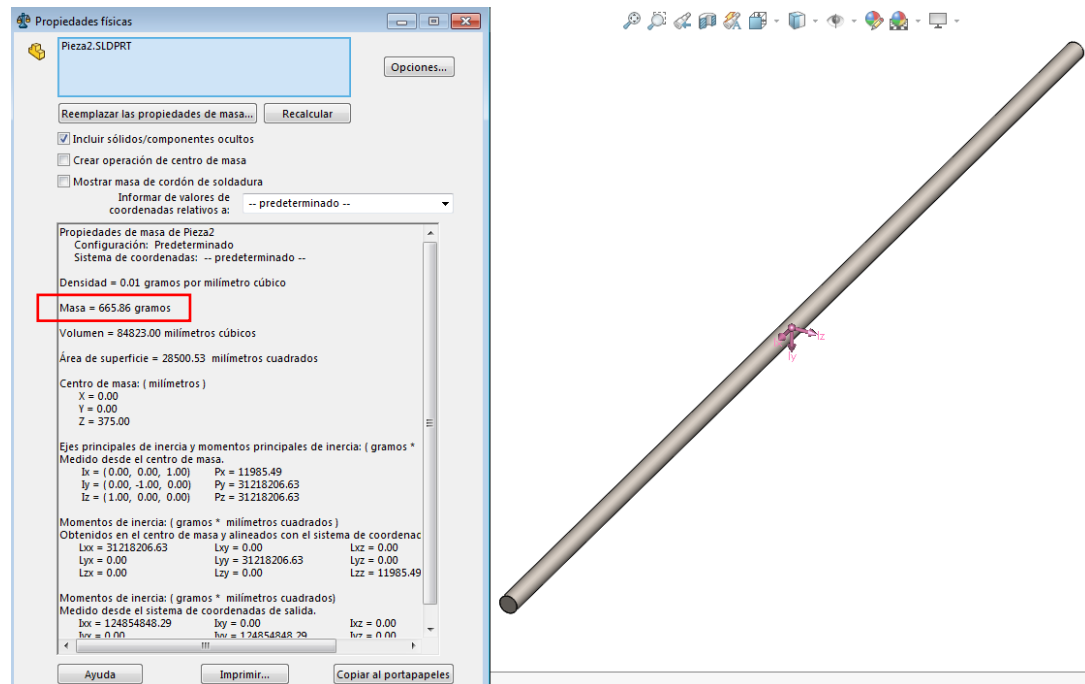 Propiedades físicas
Pieza2.SLDPRT
Opciones...
Reemplazar las propiedades de masa...
Recalcular
Incluir sólidos/componentes ocultos
Crear operación de centro de masa
Mostrar masa de cordón de soldadura
Informar de valores de
coordenadas relativos a:
-- predeterminado --
Propiedades de masa de Pieza2
Configuración: Predeterminado
Sistema de coordenadas: -- predeterminado --
Densidad = 0.01 gramos por milímetro cúbico
Masa = 665.86 gramos
Volumen = 84823.00 milímetros cúbicos
Área de superficie = 28500.53 milímetros cuadrados
Centro de masa: ( milímetros )
X = 0.00
Y = 0.00
Z = 375.00
Ejes principales de inercia y momentos principales de inercia: ( gramos *
Medido desde el centro de masa.
Ix = ( 0.00, 0.00, 1.00) Px = 11985.49
Iy = ( 0.00, -1.00, 0.00) Py = 31218206.63
Iz = ( 1.00, 0.00, 0.00) Pz = 31218206.63
Momentos de inercia: ( gramos * milímetros cuadrados )
Obtenidos en el centro de masa y alineados con el sistema de coordenac
Lxx = 31218206.63 Lxy = 0.00 Lxz = 0.00
Lyx = 0.00 Lyy = 31218206.63 Lyz = 0.00
Lzx = 0.00 Lzy = 0.00 Lzz = 11985.49
Momentos de inercia: ( gramos * milímetros cuadrados)
Medido desde el sistema de coordenadas de salida.
Ixx = 124854848.29 Ixy = 0.00 Ixz = 0.00
Iyx = 0.00 Iyy = 124854848.29 Iyz = 0.00
Ayuda
Imprimir...
Copiar al portapapeles
Iz
Iy